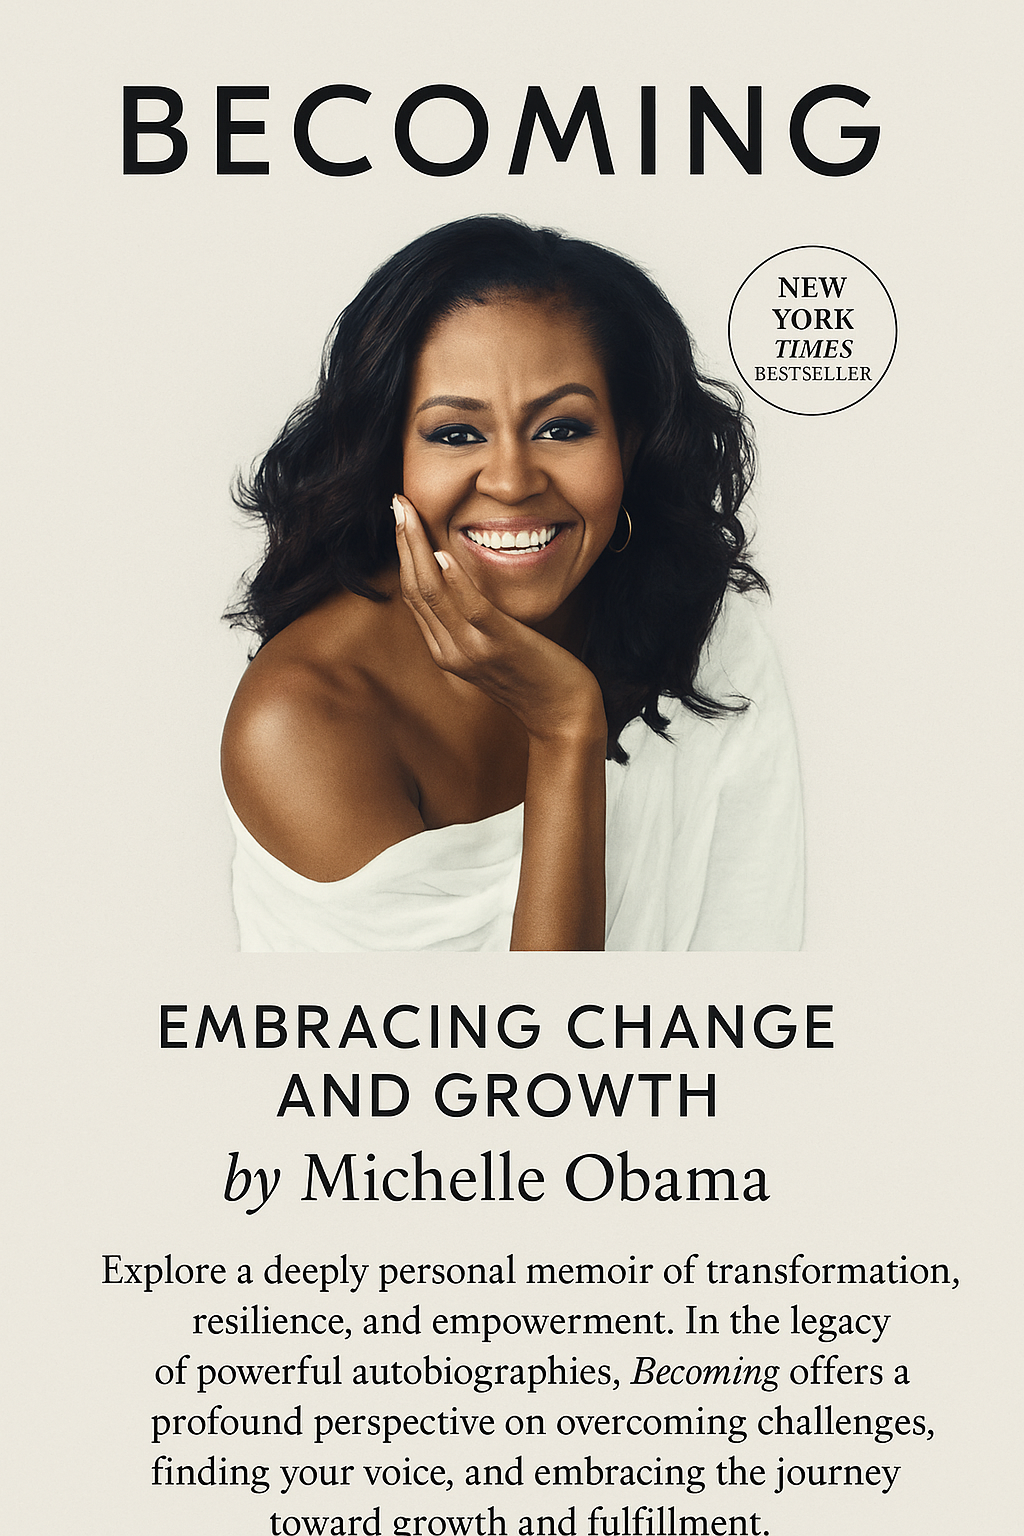 BECOMING
NEW
YORK
TIMES
BESTSELLER
EMBRACING CHANGE
AND GROWTH
by Michelle Obama
Explore a deeply personal memoir of transformation,
resilience, and empowerment. In the legacy
of powerful autobiographies, Becoming offers a
profound perspective on overcoming challenges,
finding your voice, and embracing the journey
toward growth and fulfillment.